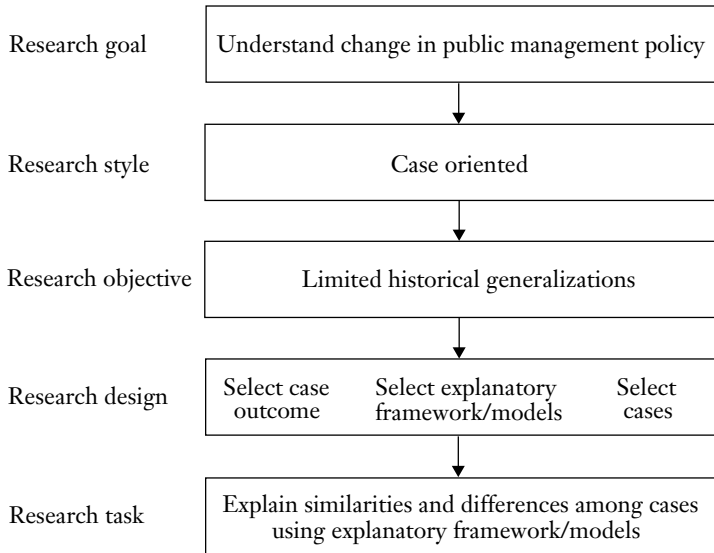 Research goal
Understand change in public management policy
Research style
Case oriented
Research objective
Limited historical generalizations
Research design
Select case outcome
Select explanatory framework/models
Select cases
Research task
Explain similarities and differences among cases
using explanatory framework/models